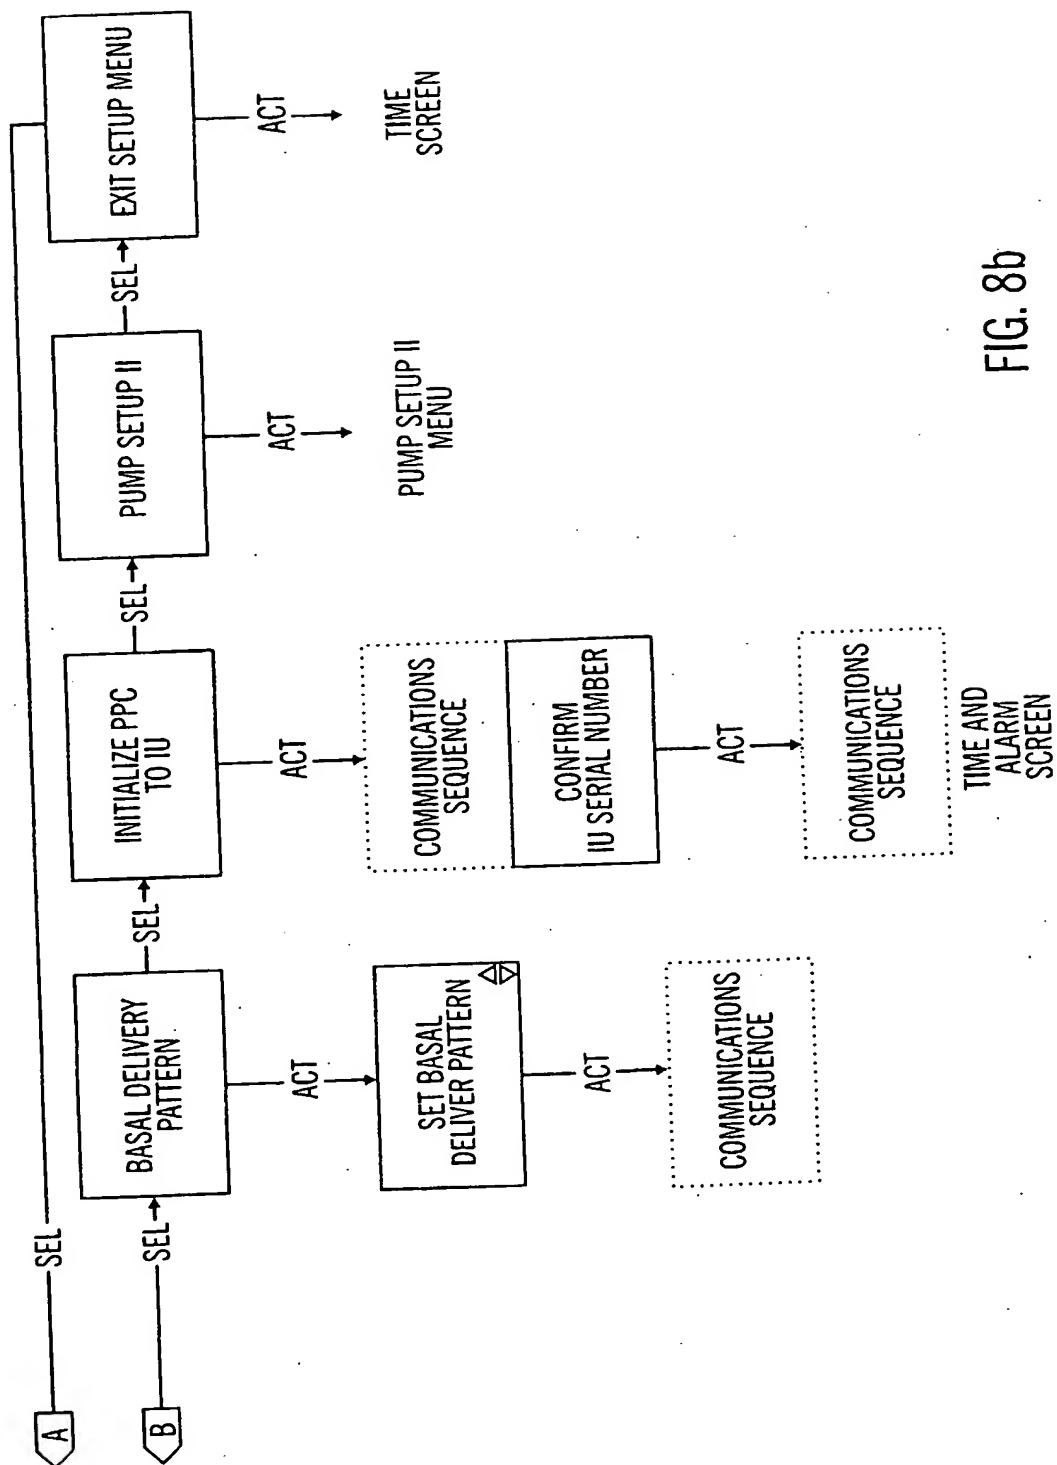 A
SEL
B
SEL
BASAL DELIVERY
PATTERN
SEL
INITIALIZE PPC
TO IU
SEL
PUMP SETUP II
SEL
EXIT SETUP MENU
ACT
SET BASAL
DELIVER PATTERN
ACT
COMMUNICATIONS
SEQUENCE
ACT
COMMUNICATIONS
SEQUENCE
CONFIRM
IU SERIAL NUMBER
ACT
COMMUNICATIONS
SEQUENCE
TIME AND
ALARM
SCREEN
ACT
PUMP SETUP II
MENU
ACT
TIME
SCREEN
FIG. 8b